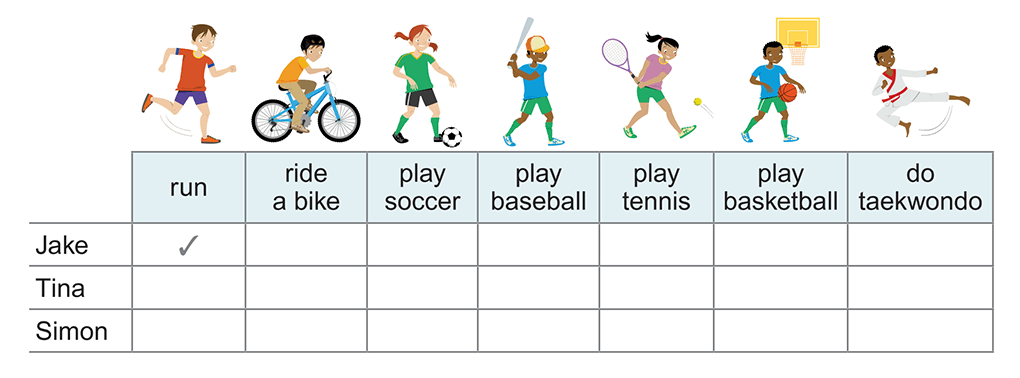 run
ride
a bike
play
soccer
play
baseball
play
tennis
play
basketball
do
taekwondo
Jake ✓
Tina
Simon